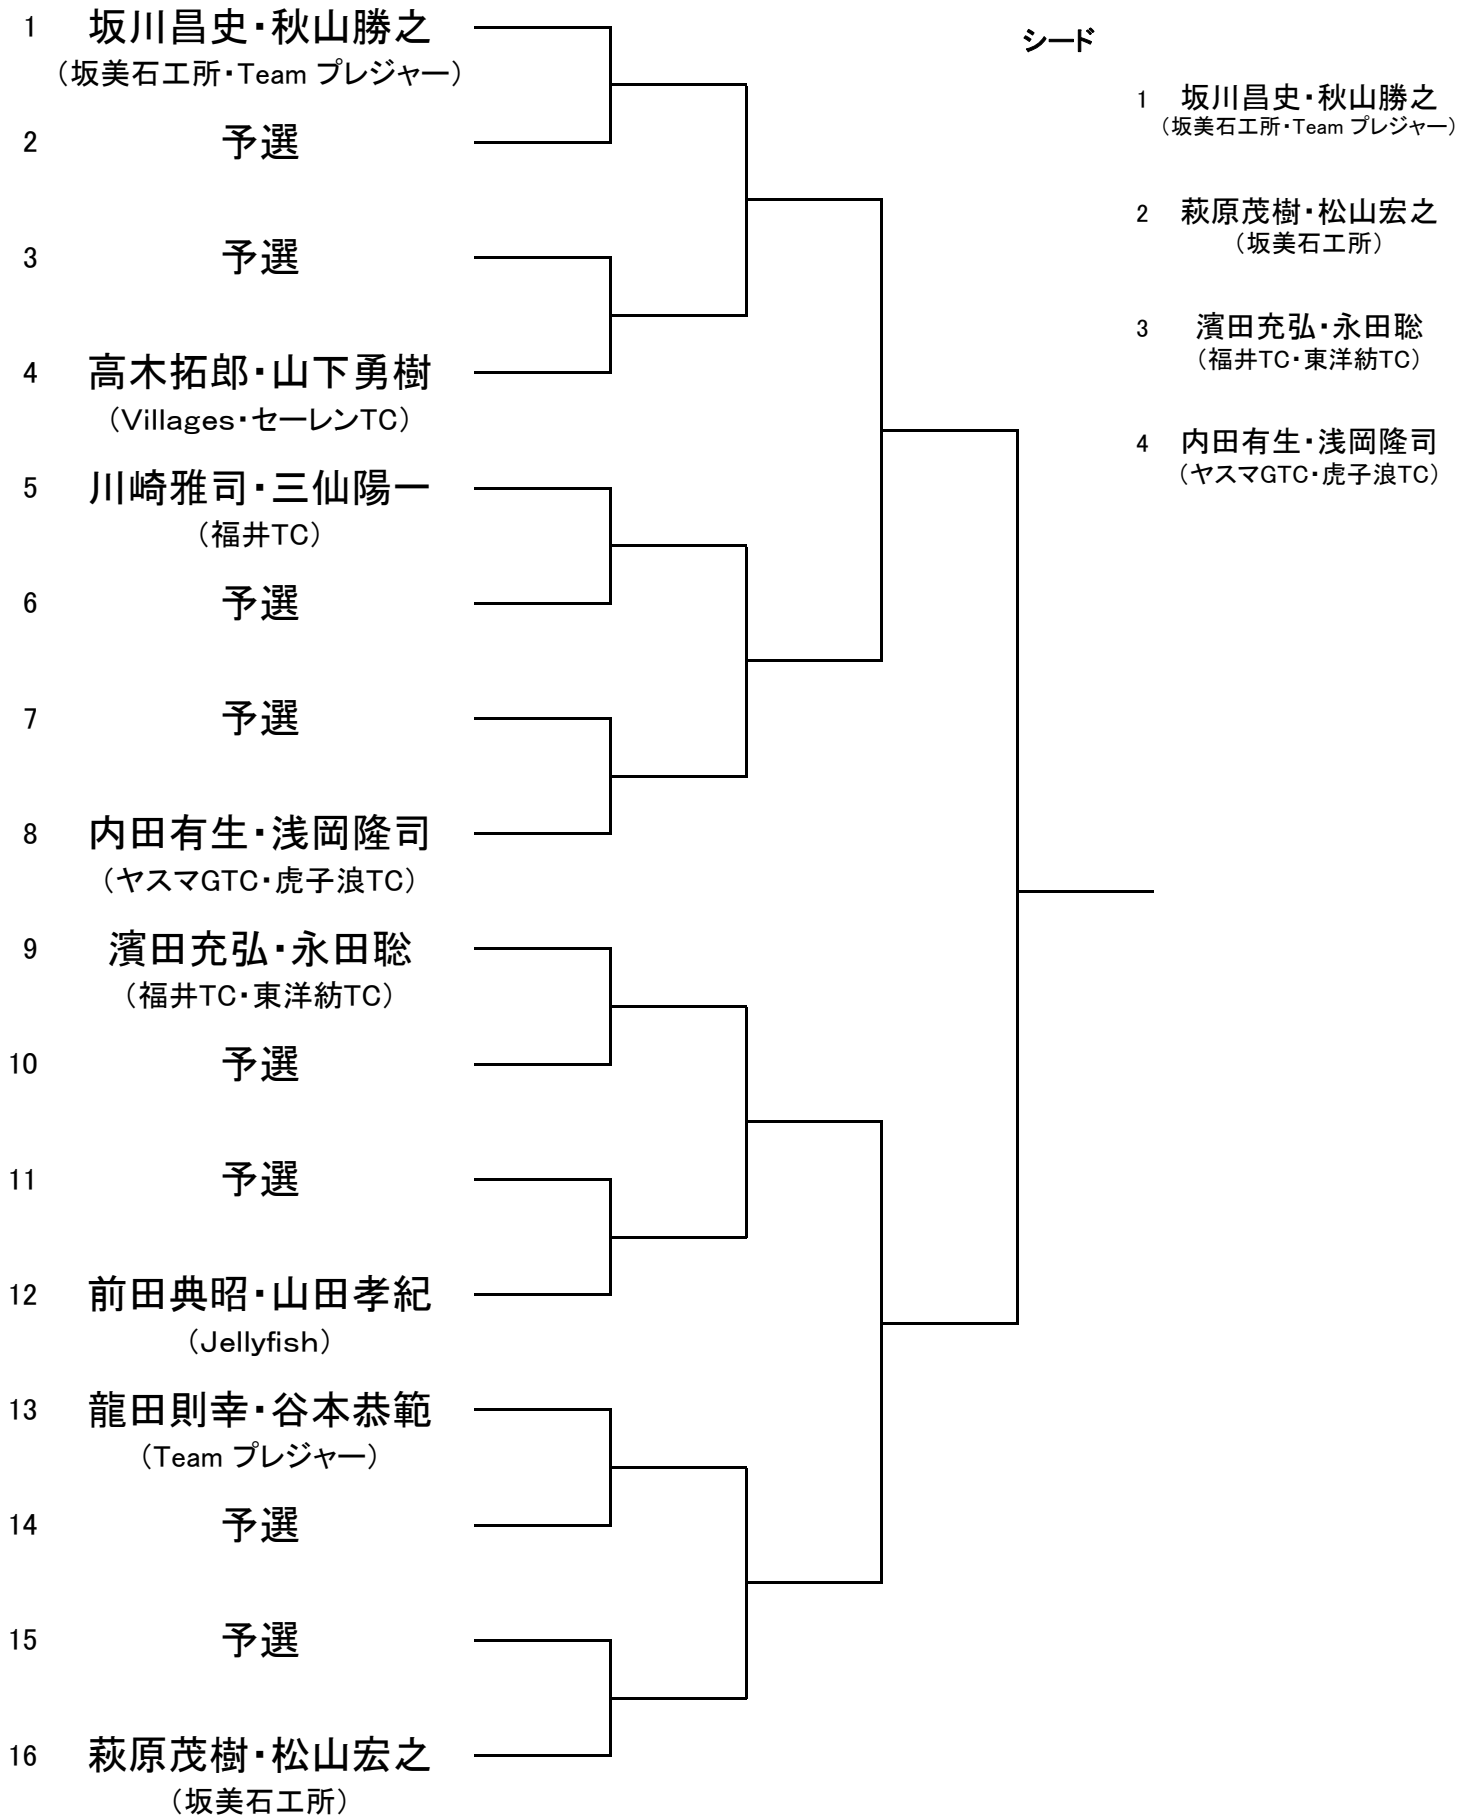 1 坂川昌史・秋山勝之
（坂美石工所・Team プレジャー）
2 予選
3 予選
4 高木拓郎・山下勇樹
（Villages・セーレンTC）
5 川崎雅司・三仙陽一
（福井TC）
6 予選
7 予選
8 内田有生・浅岡隆司
（ヤスマGTC・虎子浪TC）
9 濱田充弘・永田聡
（福井TC・東洋紡TC）
10 予選
11 予選
12 前田典昭・山田孝紀
（Jellyfish）
13 龍田則幸・谷本恭範
（Team プレジャー）
14 予選
15 予選
16 萩原茂樹・松山宏之
（坂美石工所）
シード
1 坂川昌史・秋山勝之
（坂美石工所・Team プレジャー）
2 萩原茂樹・松山宏之
（坂美石工所）
3 濱田充弘・永田聡
（福井TC・東洋紡TC）
4 内田有生・浅岡隆司
（ヤスマGTC・虎子浪TC）